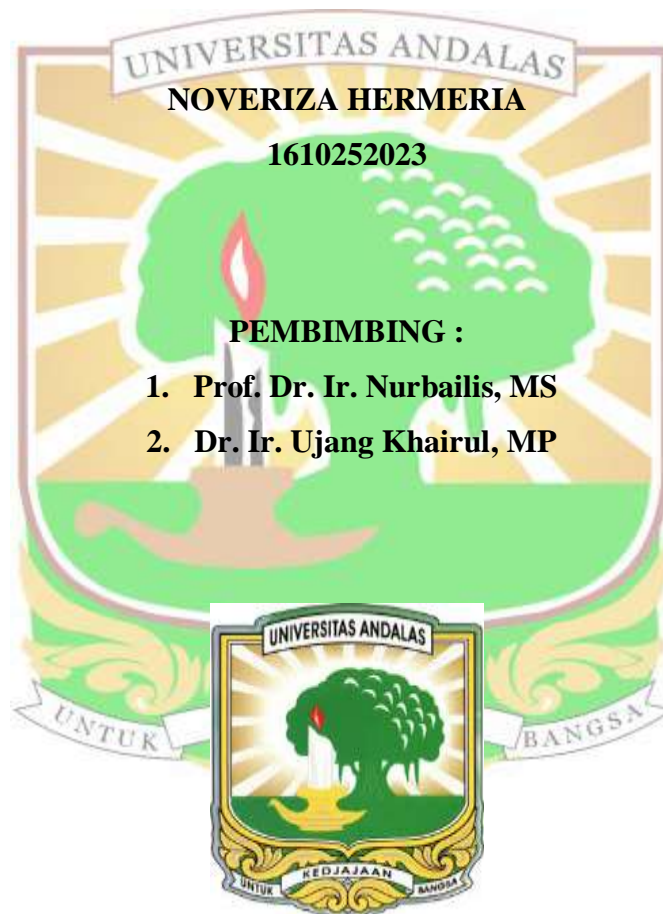 UNIVERSITAS ANDALAS
NOVERIZA HERMERIA
1610252023
PEMBIMBING :
1. Prof. Dr. Ir. Nurbailis, MS
2. Dr. Ir. Ujang Khairul, MP
UNIVERSITAS ANDALAS
UNTUK BANGSA
UNTUK KEDJAJAAN BANGSA